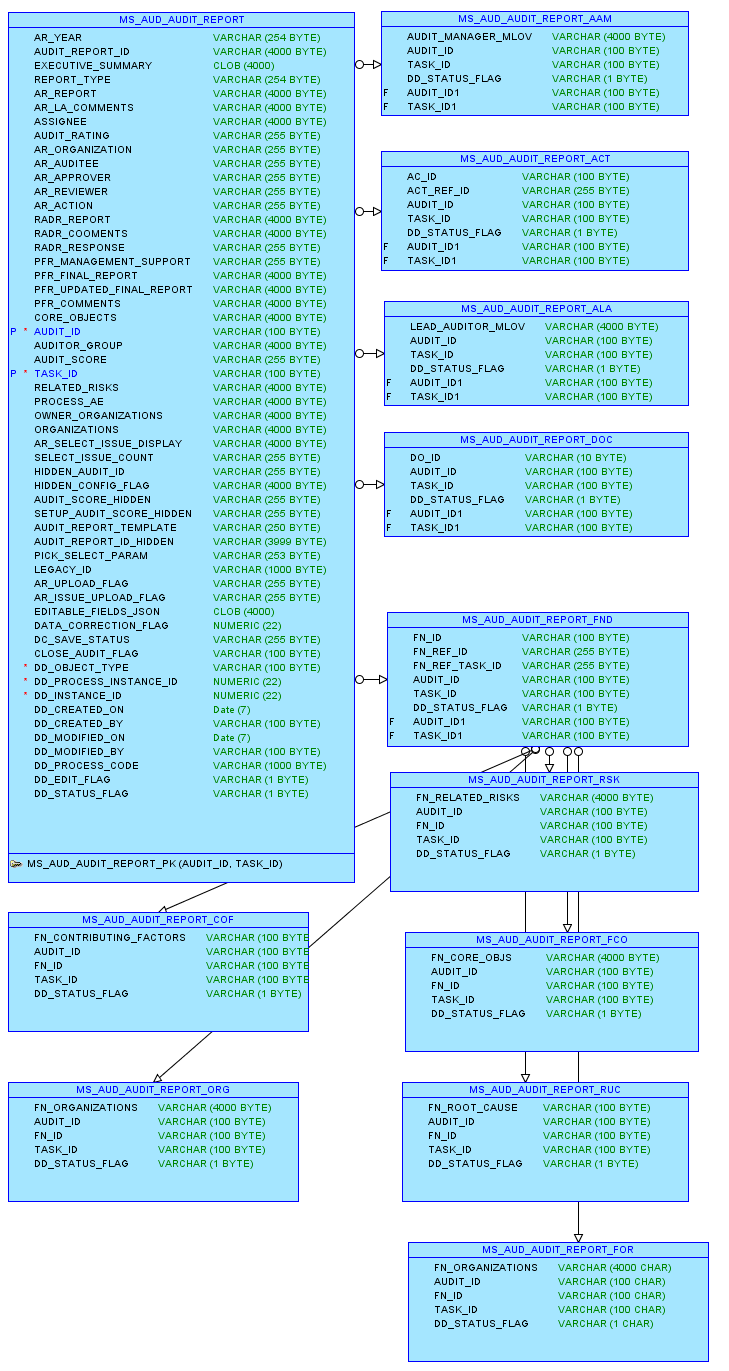 MS_AUD_AUDIT_REPORT
AR_YEAR VARCHAR (254 BYTE)
AUDIT_REPORT_ID VARCHAR (4000 BYTE)
EXECUTIVE_SUMMARY CLOB (4000)
REPORT_TYPE VARCHAR (254 BYTE)
AR_REPORT VARCHAR (4000 BYTE)
AR_LA_COMMENTS VARCHAR (4000 BYTE)
ASSIGNEE VARCHAR (4000 BYTE)
AUDIT_RATING VARCHAR (255 BYTE)
AR_ORGANIZATION VARCHAR (255 BYTE)
AR_AUDITEE VARCHAR (255 BYTE)
AR_APPROVER VARCHAR (255 BYTE)
AR_REVIEWER VARCHAR (255 BYTE)
AR_ACTION VARCHAR (255 BYTE)
RADR_REPORT VARCHAR (4000 BYTE)
RADR_COOMENTS VARCHAR (4000 BYTE)
RADR_RESPONSE VARCHAR (255 BYTE)
PFR_MANAGEMENT_SUPPORT VARCHAR (255 BYTE)
PFR_FINAL_REPORT VARCHAR (4000 BYTE)
PFR_UPDATED_FINAL_REPORT VARCHAR (4000 BYTE)
PFR_COMMENTS VARCHAR (4000 BYTE)
CORE_OBJECTS VARCHAR (4000 BYTE)
P * AUDIT_ID VARCHAR (100 BYTE)
AUDITOR_GROUP VARCHAR (4000 BYTE)
AUDIT_SCORE VARCHAR (255 BYTE)
P * TASK_ID VARCHAR (100 BYTE)
RELATED_RISKS VARCHAR (4000 BYTE)
PROCESS_AE VARCHAR (4000 BYTE)
OWNER_ORGANIZATIONS VARCHAR (4000 BYTE)
ORGANIZATIONS VARCHAR (4000 BYTE)
AR_SELECT_ISSUE_DISPLAY VARCHAR (4000 BYTE)
SELECT_ISSUE_COUNT VARCHAR (255 BYTE)
HIDDEN_AUDIT_ID VARCHAR (255 BYTE)
HIDDEN_CONFIG_FLAG VARCHAR (4000 BYTE)
AUDIT_SCORE_HIDDEN VARCHAR (255 BYTE)
SETUP_AUDIT_SCORE_HIDDEN VARCHAR (255 BYTE)
AUDIT_REPORT_TEMPLATE VARCHAR (250 BYTE)
AUDIT_REPORT_ID_HIDDEN VARCHAR (3999 BYTE)
PICK_SELECT_PARAM VARCHAR (253 BYTE)
LEGACY_ID VARCHAR (1000 BYTE)
AR_UPLOAD_FLAG VARCHAR (255 BYTE)
AR_ISSUE_UPLOAD_FLAG VARCHAR (255 BYTE)
EDITABLE_FIELDS_JSON CLOB (4000)
DATA_CORRECTION_FLAG NUMERIC (22)
DC_SAVE_STATUS VARCHAR (255 BYTE)
CLOSE_AUDIT_FLAG VARCHAR (100 BYTE)
* DD_OBJECT_TYPE VARCHAR (100 BYTE)
* DD_PROCESS_INSTANCE_ID NUMERIC (22)
* DD_INSTANCE_ID NUMERIC (22)
DD_CREATED_ON Date (7)
DD_CREATED_BY VARCHAR (100 BYTE)
DD_MODIFIED_ON Date (7)
DD_MODIFIED_BY VARCHAR (100 BYTE)
DD_PROCESS_CODE VARCHAR (1000 BYTE)
DD_EDIT_FLAG VARCHAR (1 BYTE)
DD_STATUS_FLAG VARCHAR (1 BYTE)
MS_AUD_AUDIT_REPORT_PK (AUDIT_ID, TASK_ID)
MS_AUD_AUDIT_REPORT_AAM
AUDIT_MANAGER_MLOV VARCHAR (4000 BYTE)
AUDIT_ID VARCHAR (100 BYTE)
TASK_ID VARCHAR (100 BYTE)
DD_STATUS_FLAG VARCHAR (1 BYTE)
F AUDIT_ID1 VARCHAR (100 BYTE)
F TASK_ID1 VARCHAR (100 BYTE)
MS_AUD_AUDIT_REPORT_ACT
AC_ID VARCHAR (100 BYTE)
ACT_REF_ID VARCHAR (255 BYTE)
AUDIT_ID VARCHAR (100 BYTE)
TASK_ID VARCHAR (100 BYTE)
DD_STATUS_FLAG VARCHAR (1 BYTE)
F AUDIT_ID1 VARCHAR (100 BYTE)
F TASK_ID1 VARCHAR (100 BYTE)
MS_AUD_AUDIT_REPORT_ALA
LEAD_AUDITOR_MLOV VARCHAR (4000 BYTE)
AUDIT_ID VARCHAR (100 BYTE)
TASK_ID VARCHAR (100 BYTE)
DD_STATUS_FLAG VARCHAR (1 BYTE)
F AUDIT_ID1 VARCHAR (100 BYTE)
F TASK_ID1 VARCHAR (100 BYTE)
MS_AUD_AUDIT_REPORT_DOC
DO_ID VARCHAR (10 BYTE)
AUDIT_ID VARCHAR (100 BYTE)
TASK_ID VARCHAR (100 BYTE)
DD_STATUS_FLAG VARCHAR (1 BYTE)
F AUDIT_ID1 VARCHAR (100 BYTE)
F TASK_ID1 VARCHAR (100 BYTE)
MS_AUD_AUDIT_REPORT_FND
FN_ID VARCHAR (100 BYTE)
FN_REF_ID VARCHAR (255 BYTE)
FN_REF_TASK_ID VARCHAR (255 BYTE)
AUDIT_ID VARCHAR (100 BYTE)
TASK_ID VARCHAR (100 BYTE)
DD_STATUS_FLAG VARCHAR (1 BYTE)
F AUDIT_ID1 VARCHAR (100 BYTE)
F TASK_ID1 VARCHAR (100 BYTE)
MS_AUD_AUDIT_REPORT_RSK
FN_RELATED_RISKS VARCHAR (4000 BYTE)
AUDIT_ID VARCHAR (100 BYTE)
FN_ID VARCHAR (100 BYTE)
TASK_ID VARCHAR (100 BYTE)
DD_STATUS_FLAG VARCHAR (1 BYTE)
MS_AUD_AUDIT_REPORT_COF
FN_CONTRIBUTING_FACTORS VARCHAR (100 BYTE
AUDIT_ID VARCHAR (100 BYTE
FN_ID VARCHAR (100 BYTE
TASK_ID VARCHAR (100 BYTE
DD_STATUS_FLAG VARCHAR (1 BYTE)
MS_AUD_AUDIT_REPORT_FCO
FN_CORE_OBJS VARCHAR (4000 BYTE)
AUDIT_ID VARCHAR (100 BYTE)
FN_ID VARCHAR (100 BYTE)
TASK_ID VARCHAR (100 BYTE)
DD_STATUS_FLAG VARCHAR (1 BYTE)
MS_AUD_AUDIT_REPORT_ORG
FN_ORGANIZATIONS VARCHAR (4000 BYTE)
AUDIT_ID VARCHAR (100 BYTE)
FN_ID VARCHAR (100 BYTE)
TASK_ID VARCHAR (100 BYTE)
DD_STATUS_FLAG VARCHAR (1 BYTE)
MS_AUD_AUDIT_REPORT_RUC
FN_ROOT_CAUSE VARCHAR (100 BYTE)
AUDIT_ID VARCHAR (100 BYTE)
FN_ID VARCHAR (100 BYTE)
TASK_ID VARCHAR (100 BYTE)
DD_STATUS_FLAG VARCHAR (1 BYTE)
MS_AUD_AUDIT_REPORT_FOR
FN_ORGANIZATIONS VARCHAR (4000 CHAR)
AUDIT_ID VARCHAR (100 CHAR)
FN_ID VARCHAR (100 CHAR)
TASK_ID VARCHAR (100 CHAR)
DD_STATUS_FLAG VARCHAR (1 CHAR)